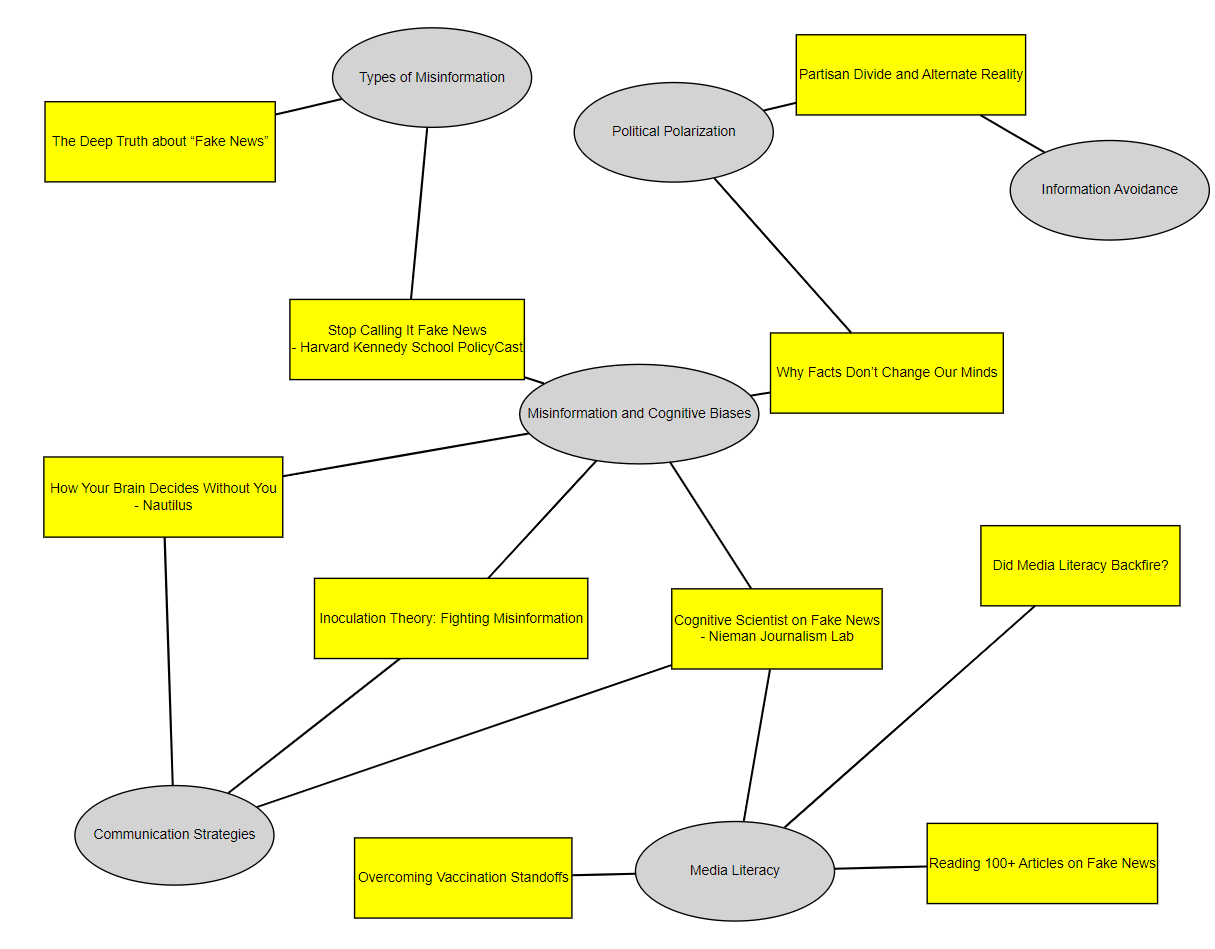 Types of Misinformation
Partisan Divide and Alternate Reality
The Deep Truth about “Fake News”
Political Polarization
Information Avoidance
Stop Calling It Fake News
- Harvard Kennedy School PolicyCast
Why Facts Don’t Change Our Minds
Misinformation and Cognitive Biases
How Your Brain Decides Without You
- Nautilus
Did Media Literacy Backfire?
Inoculation Theory: Fighting Misinformation
Cognitive Scientist on Fake News
- Nieman Journalism Lab
Communication Strategies
Overcoming Vaccination Standoffs
Media Literacy
Reading 100+ Articles on Fake News